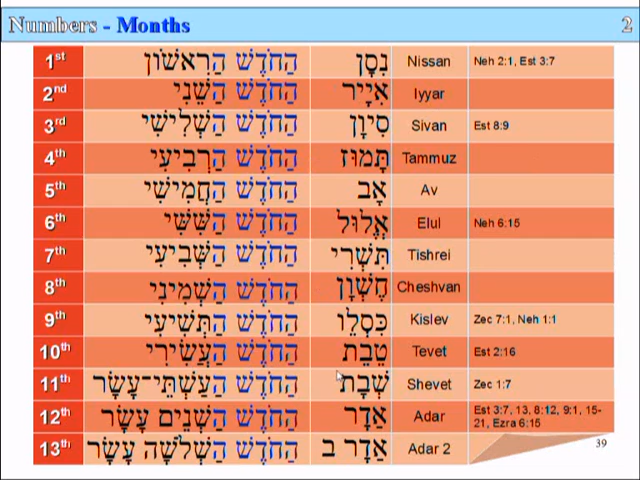 Numbers - Months 2
1st הַחֹדֶשׁ הָרִאשׁוֹן נִסָן Nissan Neh 2:1, Est 3:7
2nd הַחֹדֶשׁ הַשֵּׁנִי אִייָר Iyyar
3rd הַחֹדֶשׁ הַשְּׁלִישִׁי סִיוָן Sivan Est 8:9
4th הַחֹדֶשׁ הָרְבִיעִי תַּמּוּז Tammuz
5th הַחֹדֶשׁ הַחֲמִישִׁי אָב Av
6th הַחֹדֶשׁ הַשִּׁשִּׁי אֱלוּל Elul Neh 6:15
7th הַחֹדֶשׁ הַשְּׁבִיעִי תִּשְׁרִי Tishrei
8th הַחֹדֶשׁ הַשְּׁמִינִי חֶשְׁוָן Cheshvan
9th הַחֹדֶשׁ הַתְּשִׁיעִי כִּסְלֵו Kislev Zec 7:1, Neh 1:1
10th הַחֹדֶשׁ הָעֲשִׂירִי טֵבֵת Tevet Est 2:16
11th הַחֹדֶשׁ הַעַשְׁתֵּי־עָשָׂר שְׁבָת Shevet Zec 1:7
12th הַחֹדֶשׁ הַשְּׁנִים עָשָׂר אַדָר Adar Est 3:7, 13, 8:12, 9:1, 15-
21, Ezra 6:15
13th הַחֹדֶשׁ הַשְּׁלֹשָׁה עָשָׂר אַדָר ב Adar 2
39